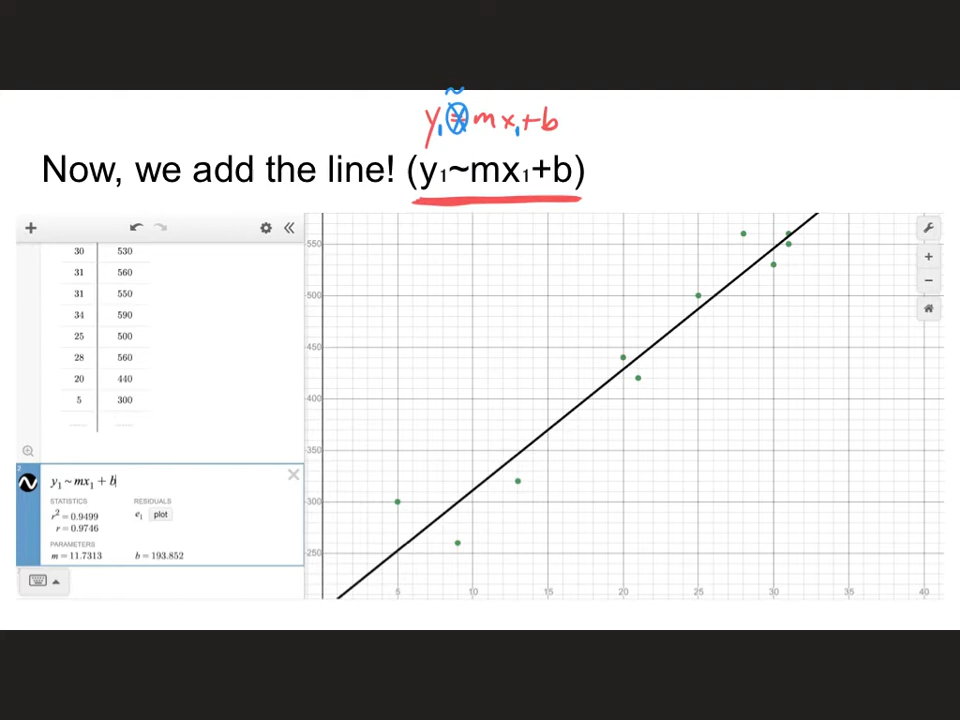 y₁ = mx₁+b
~
Now, we add the line! (y₁~mx₁+b)
30 530
31 560
31 550
34 590
25 500
28 560
20 440
5 300
2
y₁ ~ mx₁ + b
STATISTICS RESIDUALS
r² = 0.9499 e₁ plot
r = 0.9746
PARAMETERS
m = 11.7313 b = 193.852
550
500
450
400
350
300
250
5 10 15 20 25 30 35 40